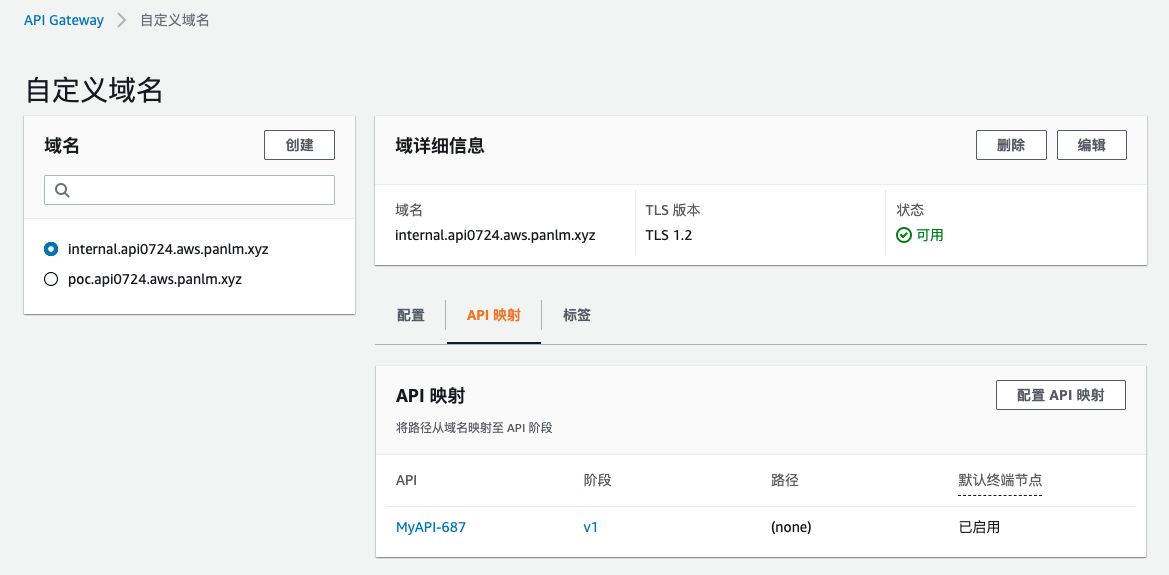 API Gateway 自定义域名
自定义域名
域名 创建
internal.api0724.aws.panlm.xyz
poc.api0724.aws.panlm.xyz
域详细信息 删除 编辑
域名 TLS 版本 状态
internal.api0724.aws.panlm.xyz TLS 1.2 可用
配置 API 映射 标签
API 映射 配置 API 映射
将路径从域名映射至 API 阶段
API 阶段 路径 默认终端节点
MyAPI-687 v1 (none) 已启用